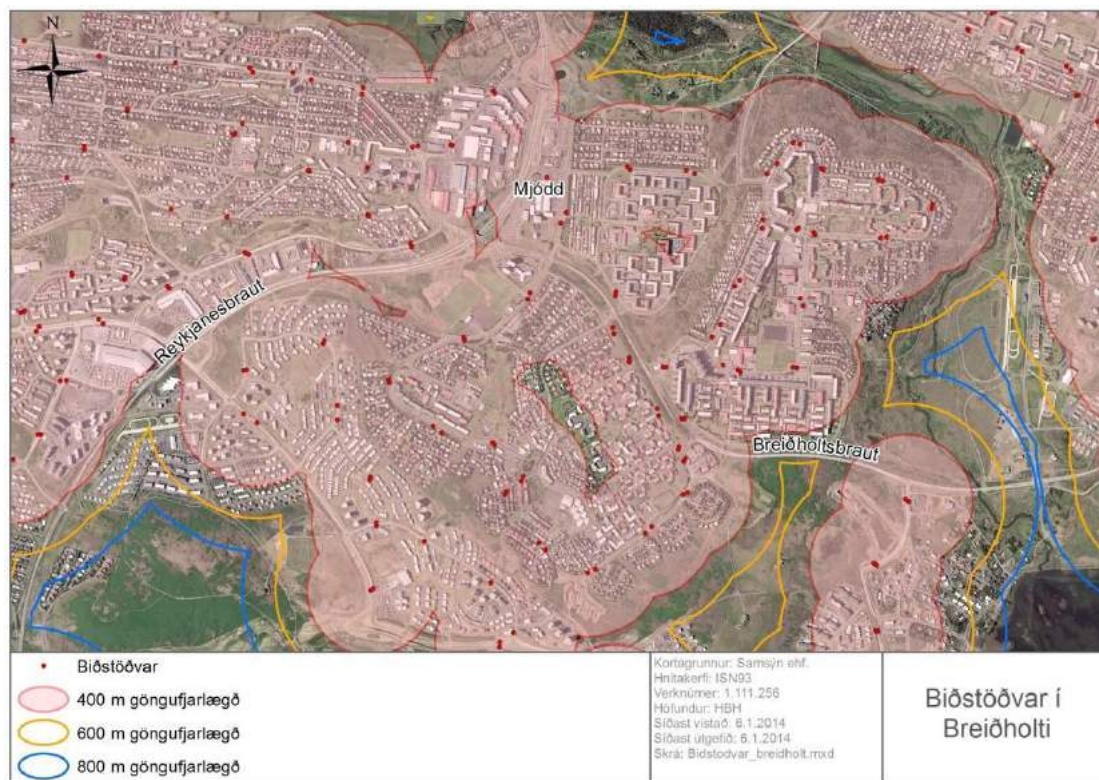 N
Mjódd
Reykjanesbraut
Breiðholtsbraut
Biðstöðvar
400 m göngufjarlægð
600 m göngufjarlægð
800 m göngufjarlægð
Kortagrunnur: Samsýn ehf.
Hnitakerfi: ISN93
Verknúmer: 1.111.256
Höfundur: HBH
Síðast vistað: 6.1.2014
Síðast útgefið: 6.1.2014
Skrá: Bidstodvar_breidholt.mxd
Biðstöðvar í
Breiðholti